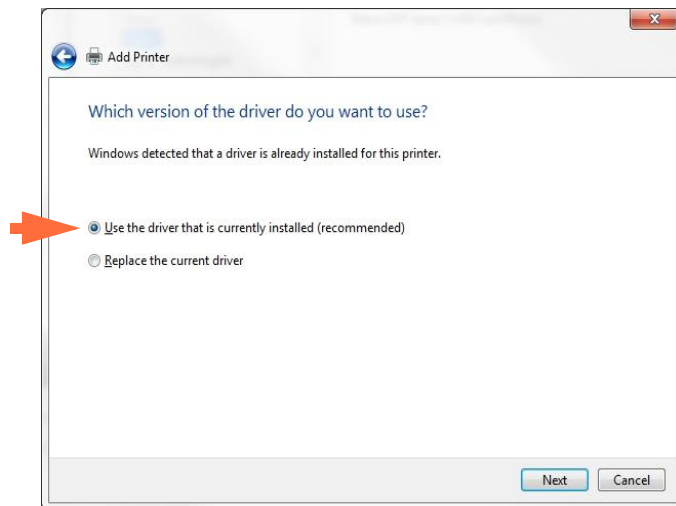 Add Printer
Which version of the driver do you want to use?
Windows detected that a driver is already installed for this printer.
Use the driver that is currently installed (recommended)
Replace the current driver
Next Cancel